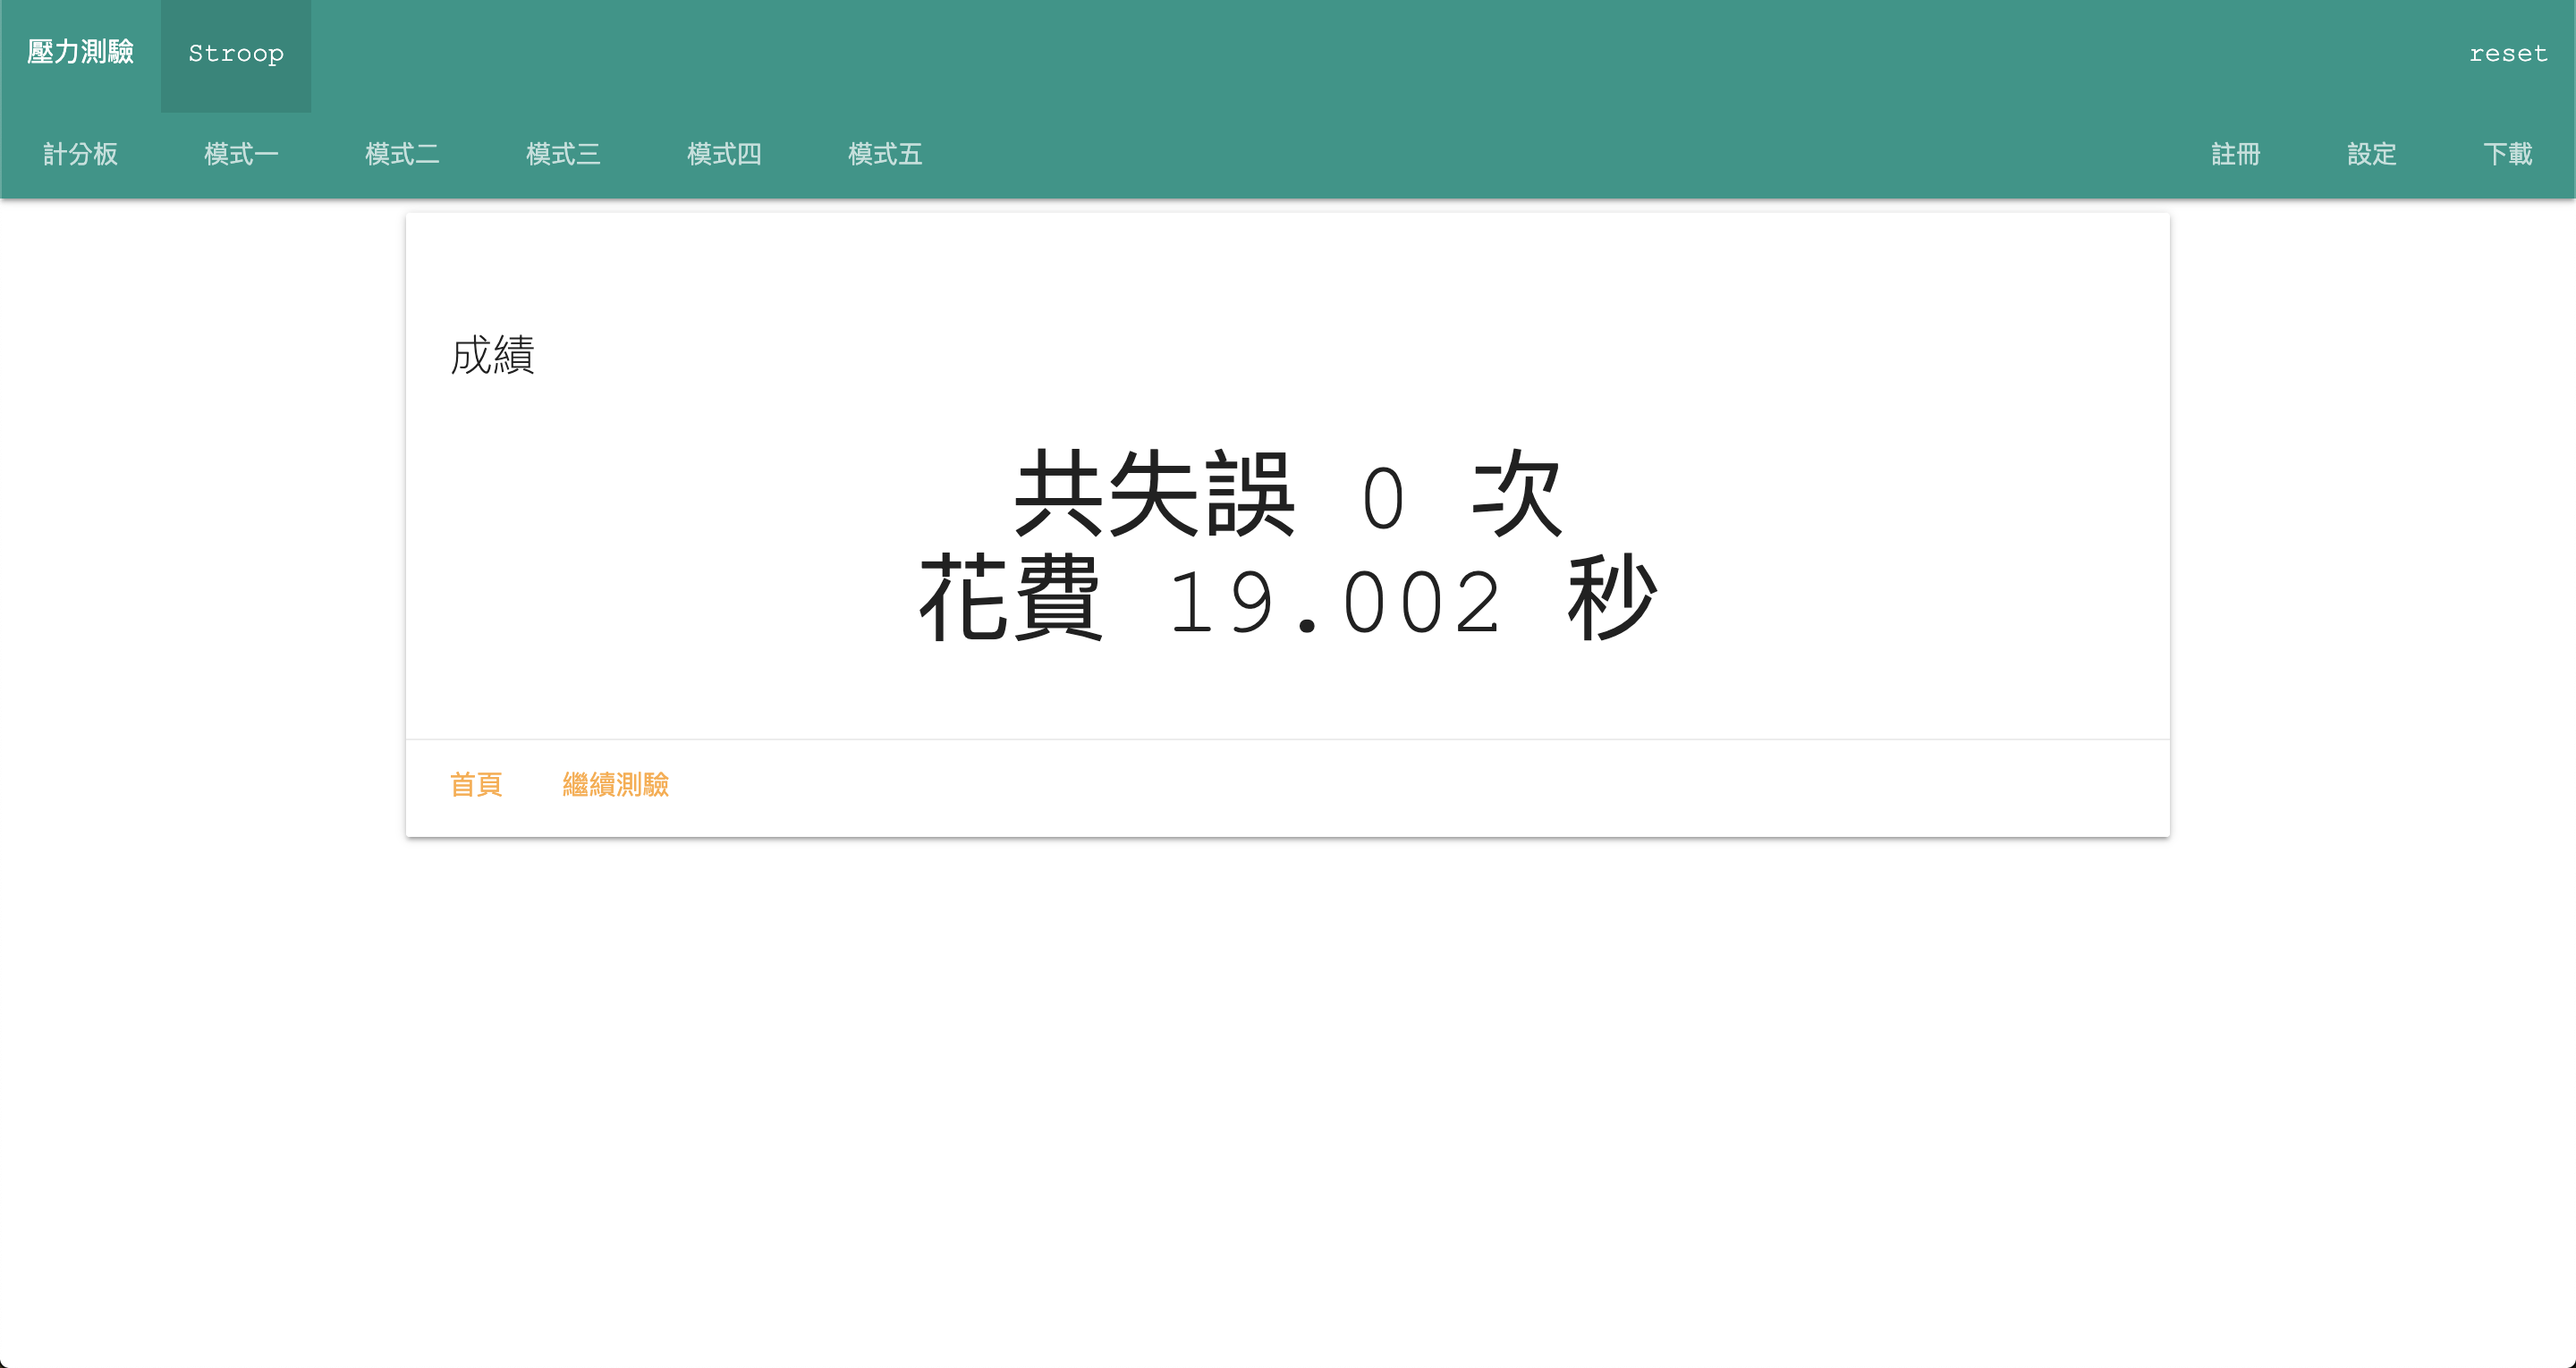 壓力測驗 Stroop reset
計分板 模式一 模式二 模式三 模式四 模式五 註冊 設定 下載
成績
共失誤 0 次
花費 19.002 秒
首頁 繼續測驗